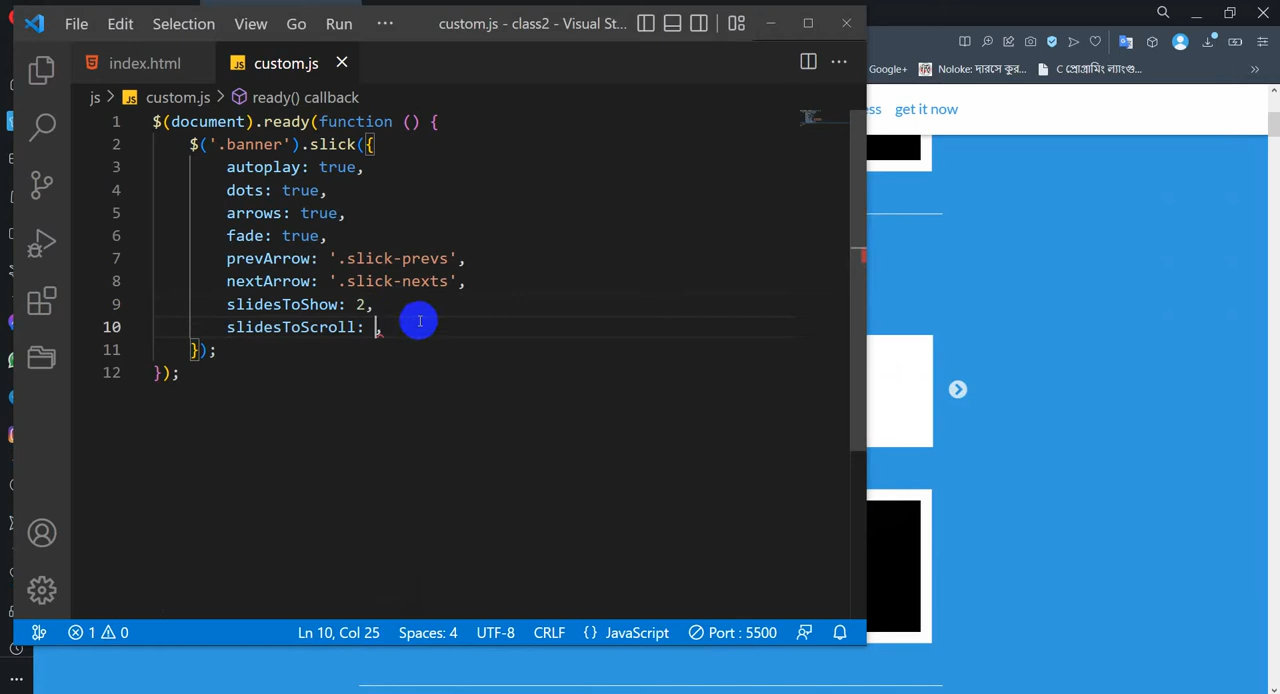 File Edit Selection View Go Run ··· custom.js - class2 - Visual St...
index.html custom.js
js > custom.js > ready() callback
1 $(document).ready(function () {
2 $('.banner').slick({
3 autoplay: true,
4 dots: true,
5 arrows: true,
6 fade: true,
7 prevArrow: '.slick-prevs',
8 nextArrow: '.slick-nexts',
9 slidesToShow: 2,
10 slidesToScroll: ,
11 });
12 });
1 0 Ln 10, Col 25 Spaces: 4 UTF-8 CRLF {} JavaScript Port : 5500
Google+ Noloke: দারসে কুর... C প্রোগ্রামিং ল্যাংগু...
ess get it now